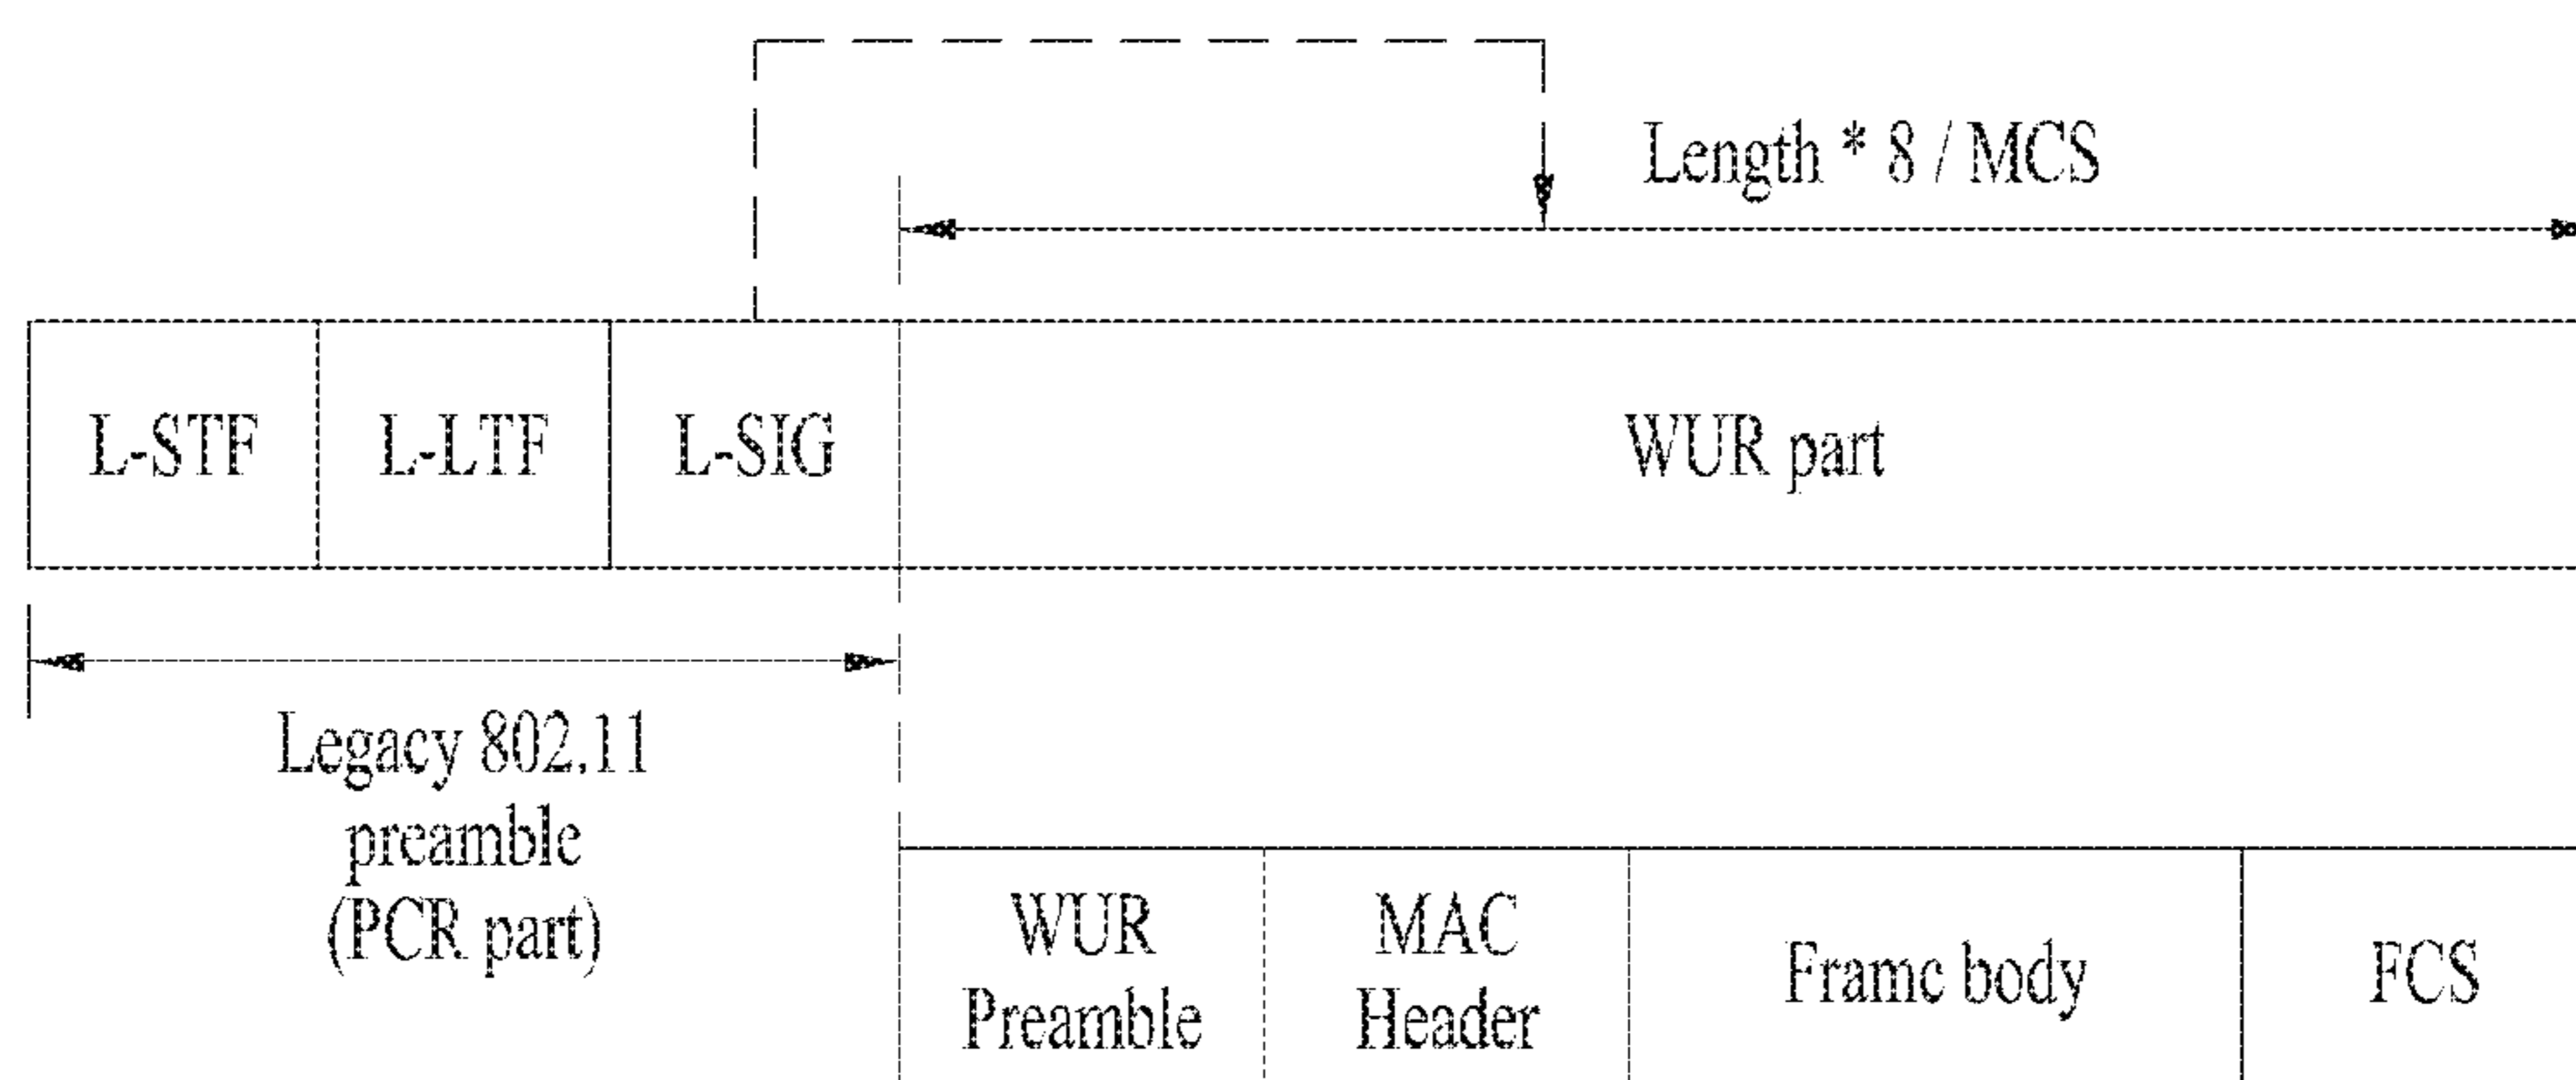 Length * 8 / MCS
L-STF L-LTF L-SIG WUR part
Legacy 802.11
preamble
(PCR part)
WUR
Preamble
MAC
Header
Frame body
FCS